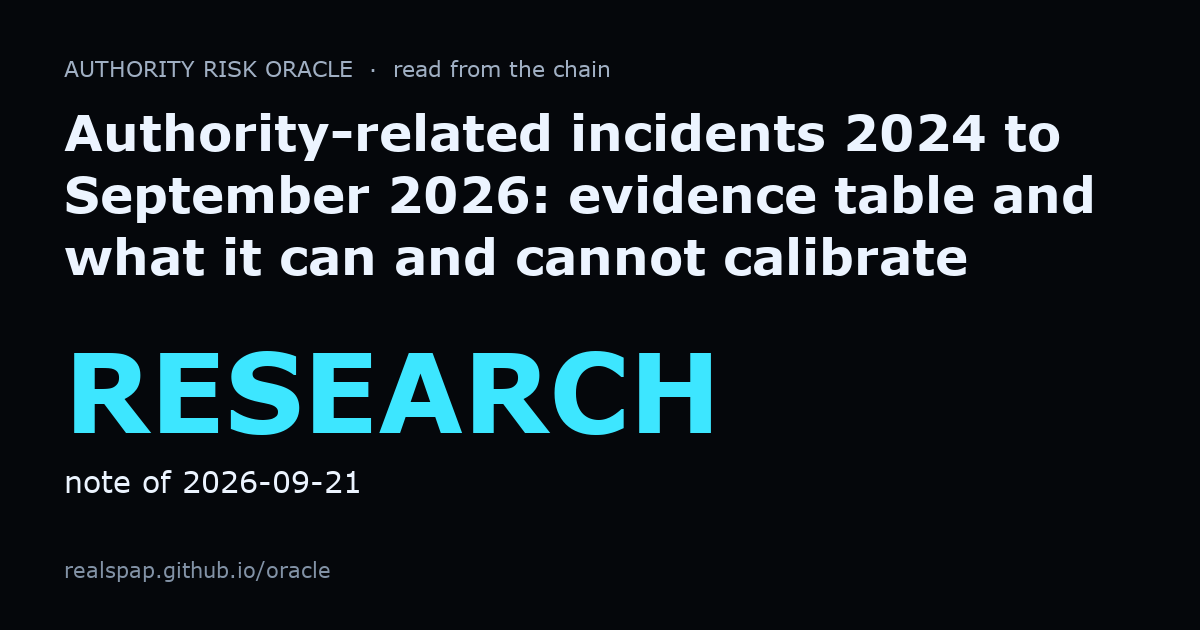 AUTHORITY RISK ORACLE · read from the chain
Authority-related incidents 2024 to
September 2026: evidence table and
what it can and cannot calibrate
RESEARCH
note of 2026-09-21
realspap.github.io/oracle